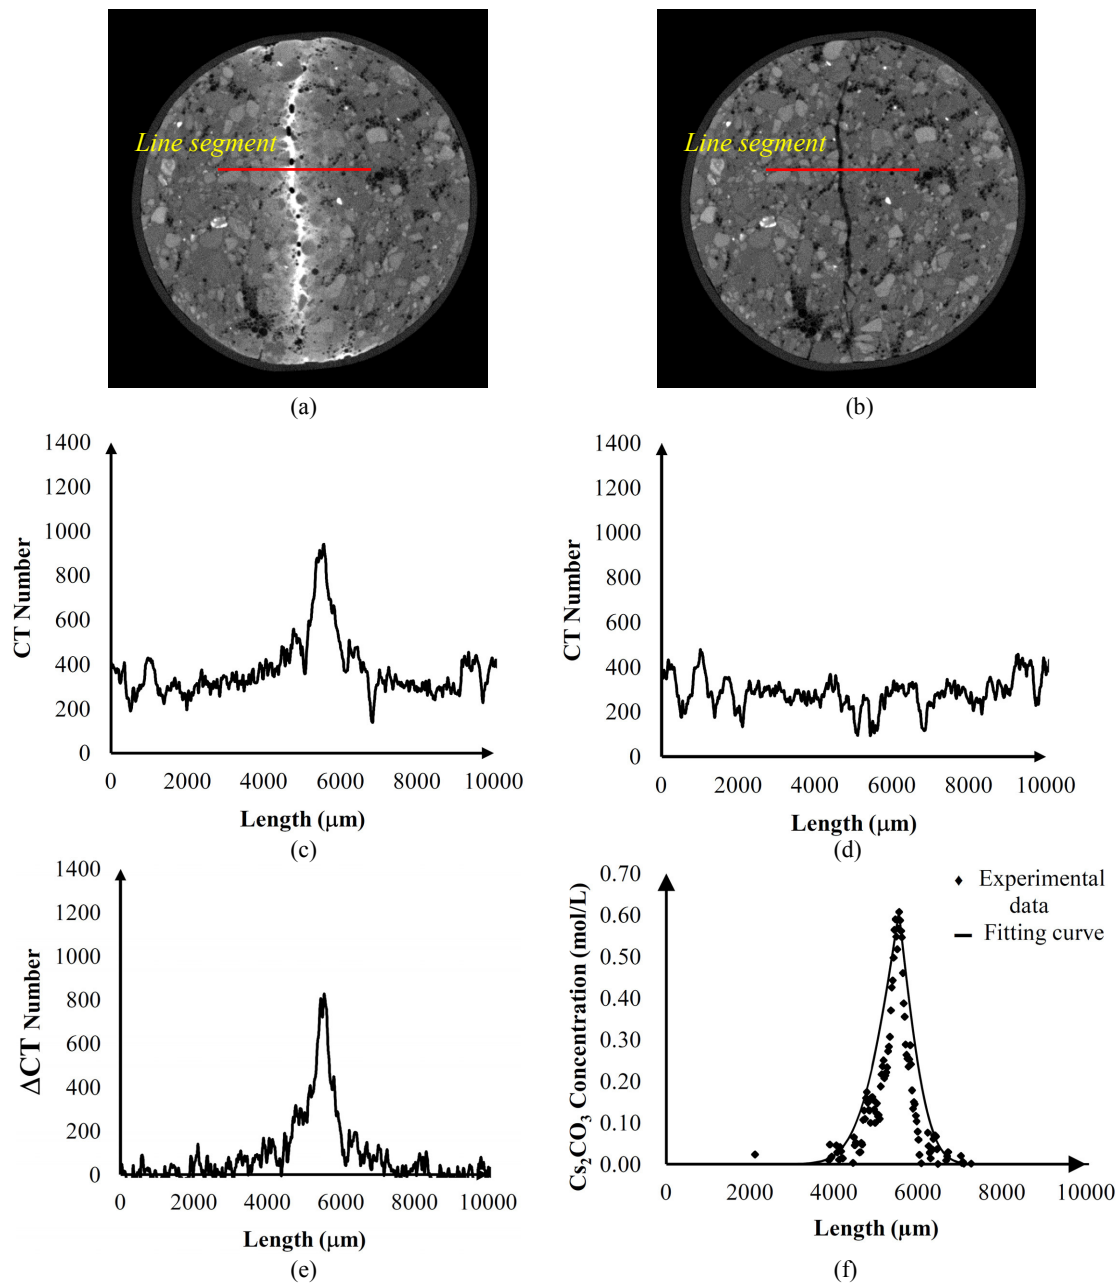 Line segment
Line segment
(a)
(b)
1400
1200
1000
800
600
400
200
0
CT Number
0 2000 4000 6000 8000 10000
Length (μm)
(c)
1400
1200
1000
800
600
400
200
0
CT Number
0 2000 4000 6000 8000 10000
Length (μm)
(d)
1400
1200
1000
800
600
400
200
0
ΔCT Number
0 2000 4000 6000 8000 10000
Length (μm)
(e)
0.70
0.60
0.50
0.40
0.30
0.20
0.10
0.00
Cs₂CO₃ Concentration (mol/L)
Experimental
data
Fitting curve
0 2000 4000 6000 8000 10000
Length (μm)
(f)